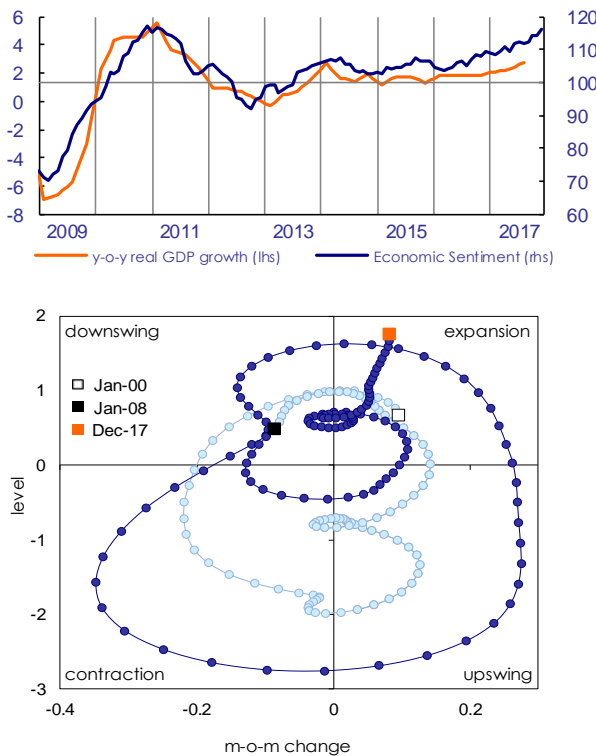 6 120
4 110
2 100
0 90
-2
-4 80
-6 70
-8 60
2009 2011 2013 2015 2017
y-o-y real GDP growth (lhs) Economic Sentiment (rhs)
2
downswing expansion
Jan-00
1
Jan-08
Dec-17
0
level
-1
-2
contraction upswing
-3
-0.4 -0.2 0 0.2
m-o-m change